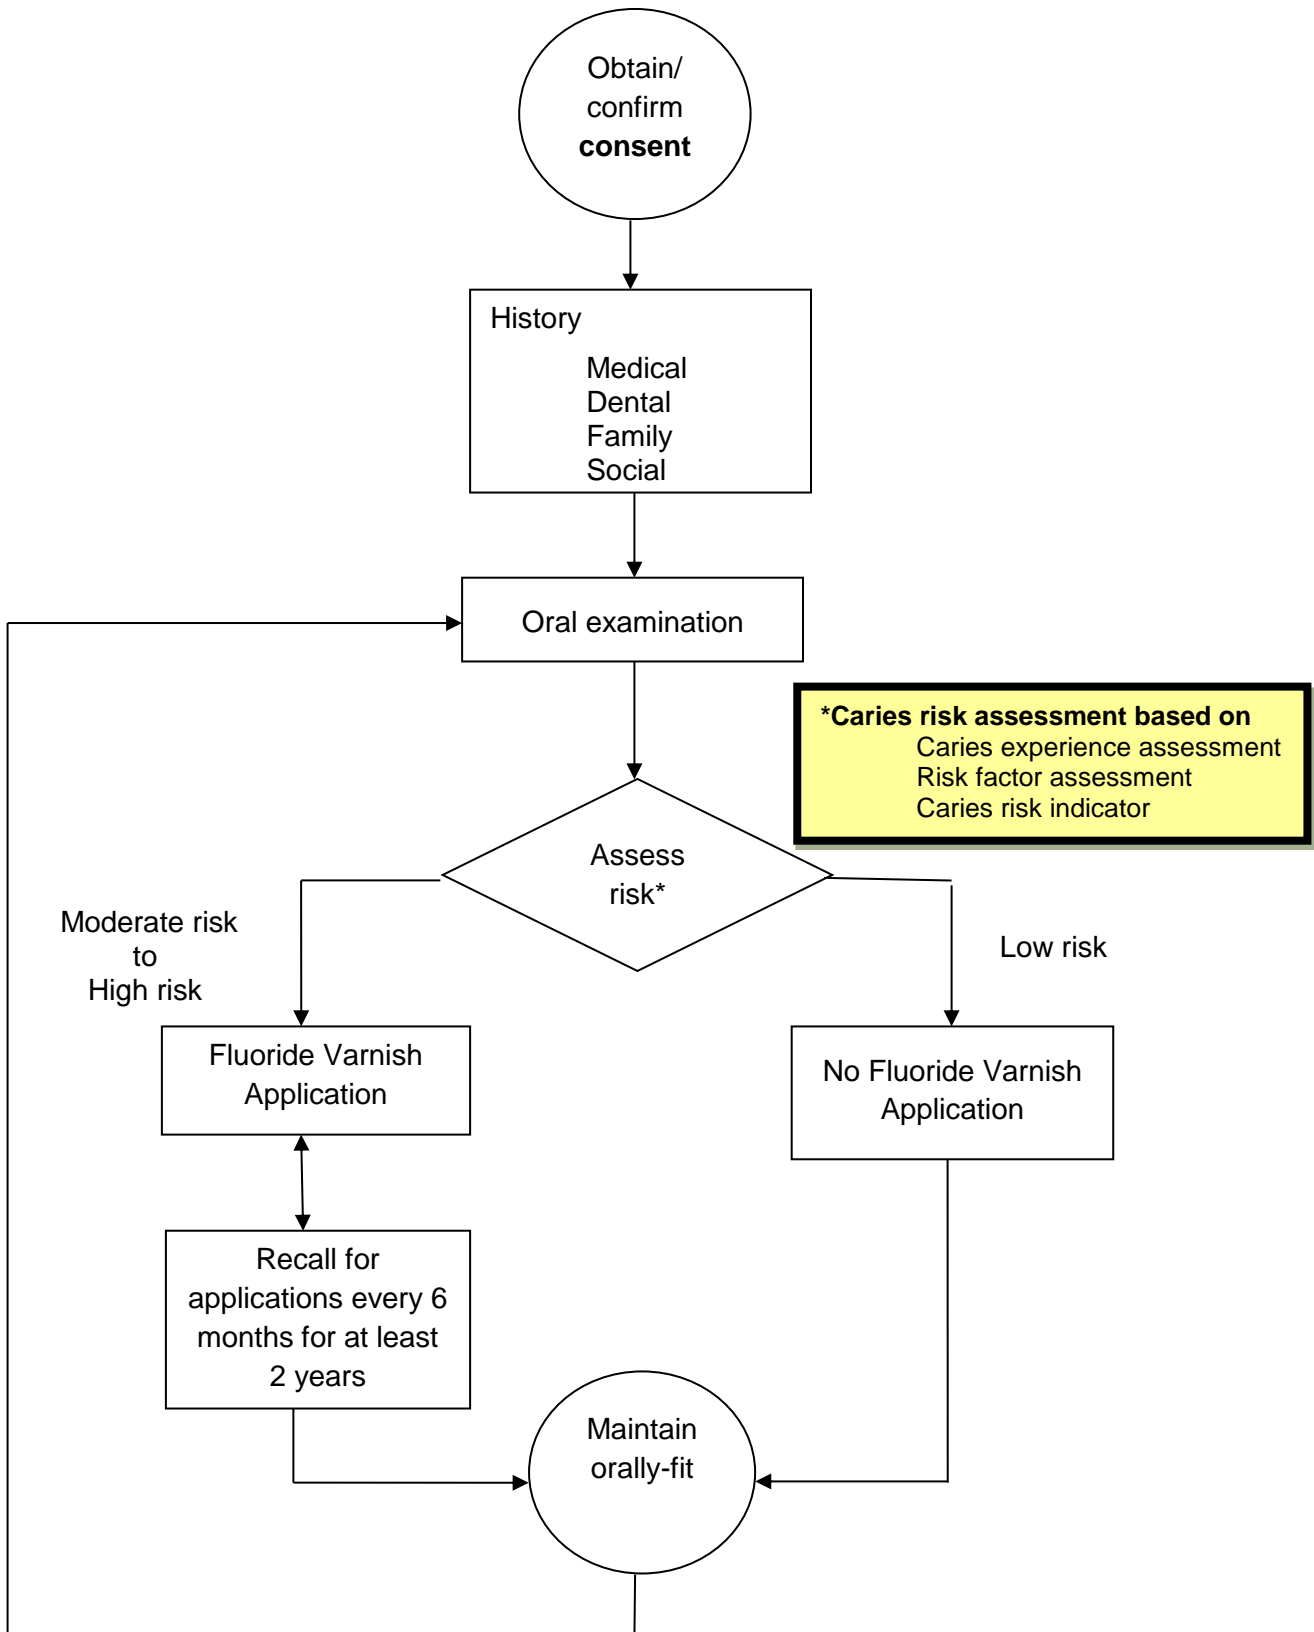 Obtain/
confirm
consent
History
Medical
Dental
Family
Social
Oral examination
*Caries risk assessment based on
Caries experience assessment
Risk factor assessment
Caries risk indicator
Assess
risk*
Moderate risk
to
High risk
Low risk
Fluoride Varnish
Application
No Fluoride Varnish
Application
Recall for
applications every 6
months for at least
2 years
Maintain
orally-fit